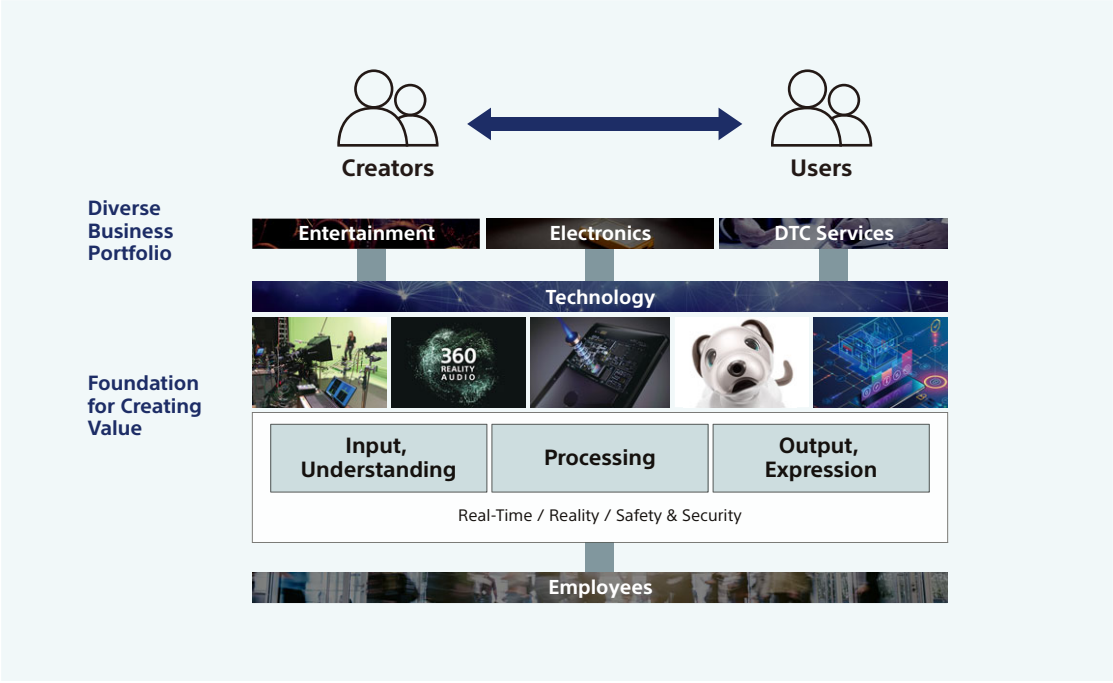 Creators
Users
Diverse
Business
Portfolio
Entertainment
Electronics
DTC Services
Technology
360
REALITY
AUDIO
Foundation
for Creating
Value
Input,
Understanding
Processing
Output,
Expression
Real-Time / Reality / Safety & Security
Employees